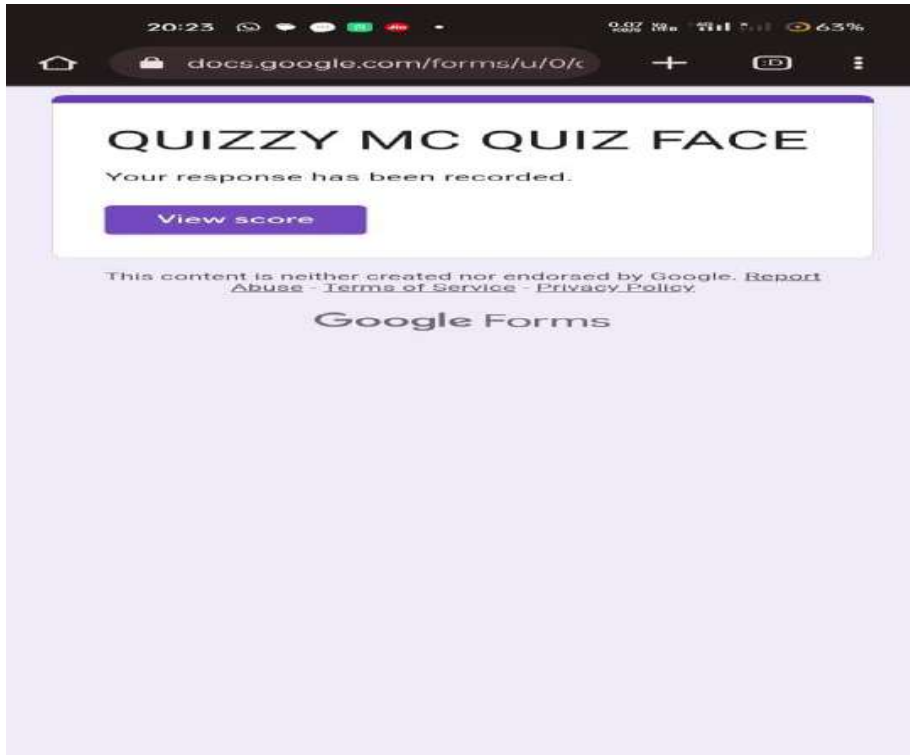 20:23 63%
docs.google.com/forms/u/0/
QUIZZY MC QUIZ FACE
Your response has been recorded.
View score
This content is neither created nor endorsed by Google. Report
Abuse - Terms of Service - Privacy Policy
Google Forms